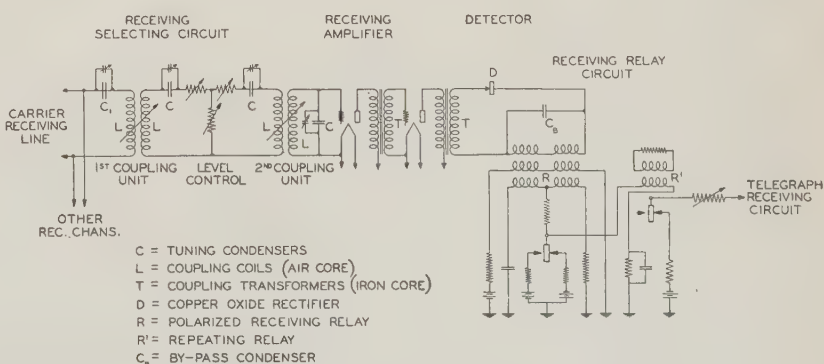 RECEIVING
SELECTING CIRCUIT
RECEIVING
AMPLIFIER
DETECTOR
D
RECEIVING RELAY
CIRCUIT
C₁
C
C
L
L
L
L
C
T
T
C_B
CARRIER
RECEIVING
LINE
1ST COUPLING
UNIT
LEVEL
CONTROL
2ND COUPLING
UNIT
R
R'
TELEGRAPH
RECEIVING
CIRCUIT
OTHER
REC. CHANS.
C = TUNING CONDENSERS
L = COUPLING COILS (AIR CORE)
T = COUPLING TRANSFORMERS (IRON CORE)
D = COPPER OXIDE RECTIFIER
R = POLARIZED RECEIVING RELAY
R' = REPEATING RELAY
C_B = BY-PASS CONDENSER